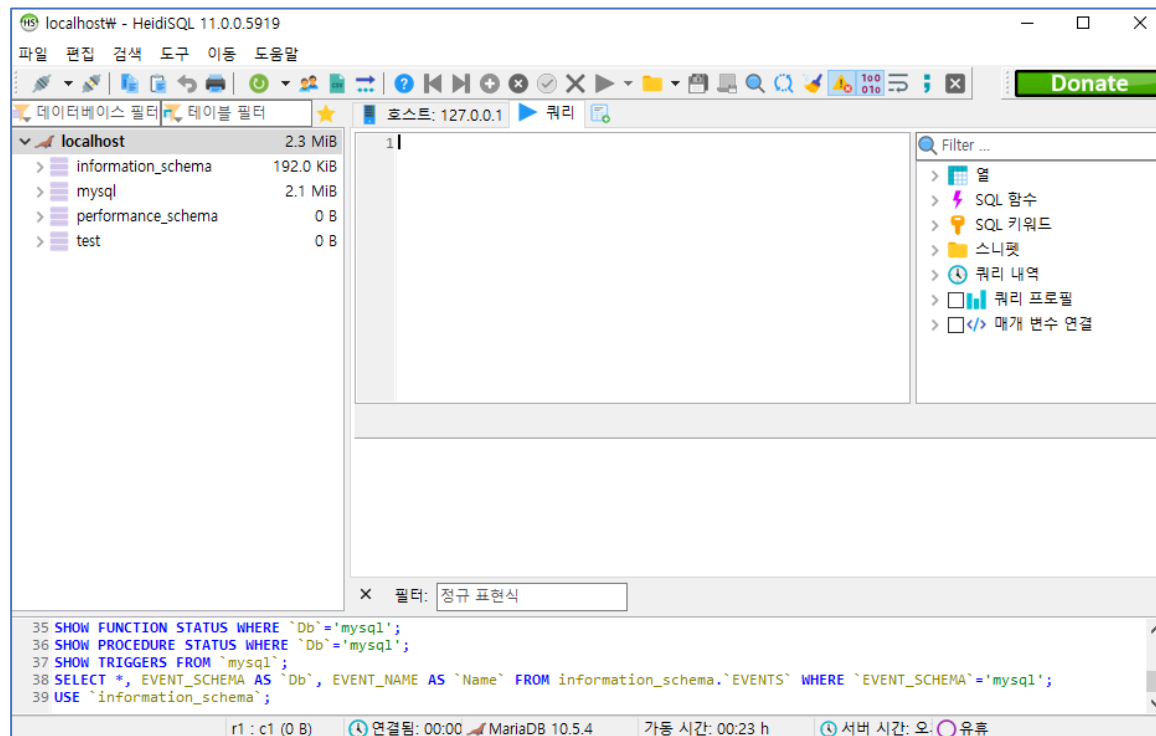 localhost₩ - HeidiSQL 11.0.0.5919
파일 편집 검색 도구 이동 도움말
Donate
데이터베이스 필터 테이블 필터
호스트: 127.0.0.1 쿼리
localhost 2.3 MiB
information_schema 192.0 KiB
mysql 2.1 MiB
performance_schema 0 B
test 0 B
1
Filter ...
열
SQL 함수
SQL 키워드
스니펫
쿼리 내역
쿼리 프로필
매개 변수 연결
필터: 정규 표현식
35 SHOW FUNCTION STATUS WHERE `Db`='mysql';
36 SHOW PROCEDURE STATUS WHERE `Db`='mysql';
37 SHOW TRIGGERS FROM `mysql`;
38 SELECT *, EVENT_SCHEMA AS `Db`, EVENT_NAME AS `Name` FROM information_schema.`EVENTS` WHERE `EVENT_SCHEMA`='mysql';
39 USE `information_schema`;
r1 : c1 (0 B) 연결됨: 00:00 MariaDB 10.5.4 가동 시간: 00:23 h 서버 시간: 오 유휴